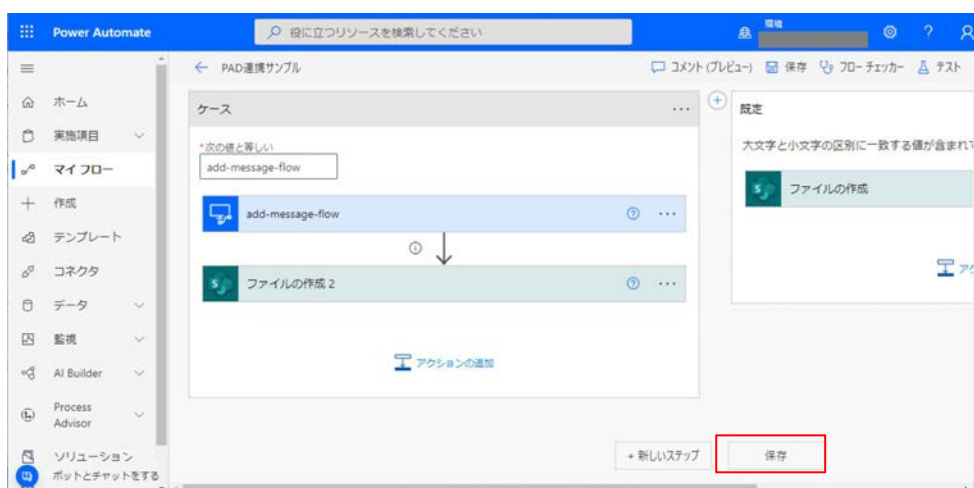 Power Automate
役に立つリソースを検索してください
環境
PAD連携サンプル
コメント (プレビュー)
保存
フロー チェッカー
テスト
ホーム
実施項目
マイ フロー
作成
テンプレート
コネクタ
データ
監視
AI Builder
Process
Advisor
ソリューション
ボットとチャットをする
ケース
*次の値と等しい
add-message-flow
add-message-flow
ファイルの作成 2
アクションの追加
既定
大文字と小文字の区別に一致する値が含まれて
ファイルの作成
+ 新しいステップ
保存